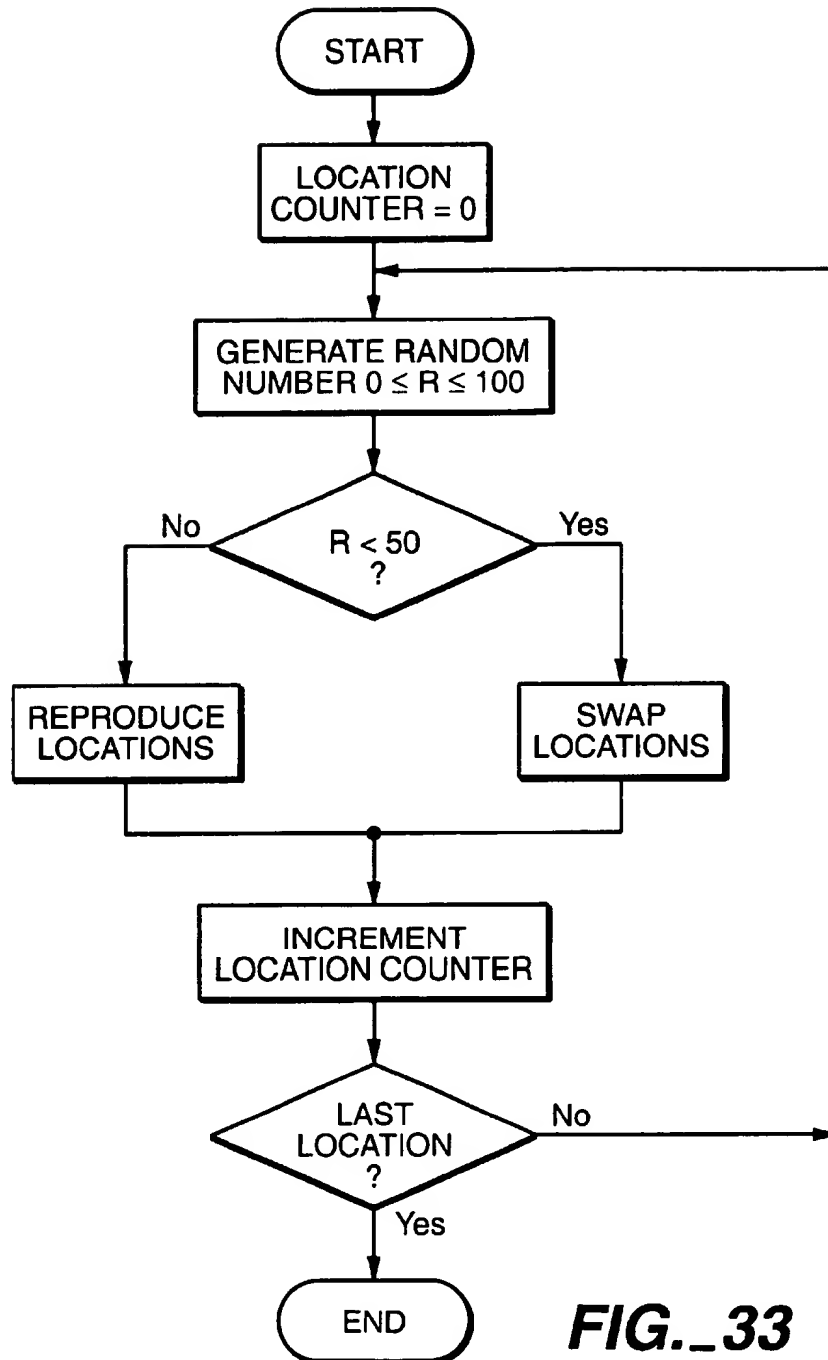 START
LOCATION
COUNTER = 0
GENERATE RANDOM
NUMBER 0 ≤ R ≤ 100
No
Yes
R < 50
?
REPRODUCE
LOCATIONS
SWAP
LOCATIONS
INCREMENT
LOCATION COUNTER
LAST
LOCATION
?
No
Yes
END
FIG._33